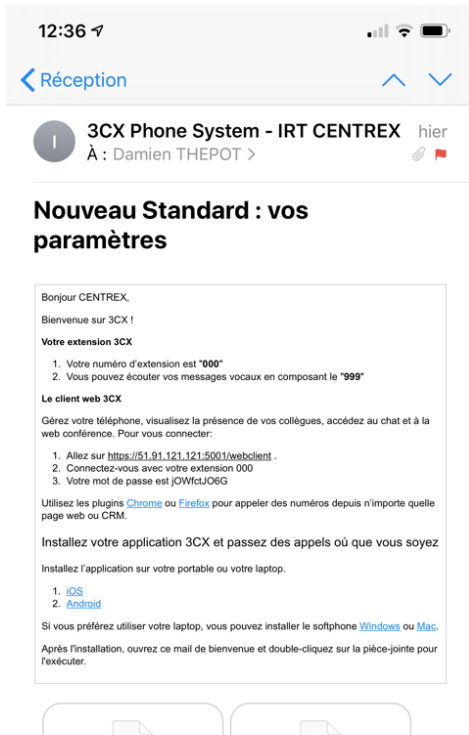 12:36
Réception
I
3CX Phone System - IRT CENTREX hier
À : Damien THEPOT >
Nouveau Standard : vos
paramètres
Bonjour CENTREX,
Bienvenue sur 3CX !
Votre extension 3CX
1. Votre numéro d'extension est "000"
2. Vous pouvez écouter vos messages vocaux en composant le "999"
Le client web 3CX
Gérez votre téléphone, visualisez la présence de vos collègues, accédez au chat et à la
web conférence. Pour vous connecter:
1. Allez sur https://51.91.121.121:5001/webclient .
2. Connectez-vous avec votre extension 000
3. Votre mot de passe est jOWfctJO6G
Utilisez les plugins Chrome ou Firefox pour appeler des numéros depuis n'importe quelle
page web ou CRM.
Installez votre application 3CX et passez des appels où que vous soyez
Installez l'application sur votre portable ou votre laptop.
1. iOS
2. Android
Si vous préférez utiliser votre laptop, vous pouvez installer le softphone Windows ou Mac.
Après l'installation, ouvrez ce mail de bienvenue et double-cliquez sur la pièce-jointe pour
l'exécuter.